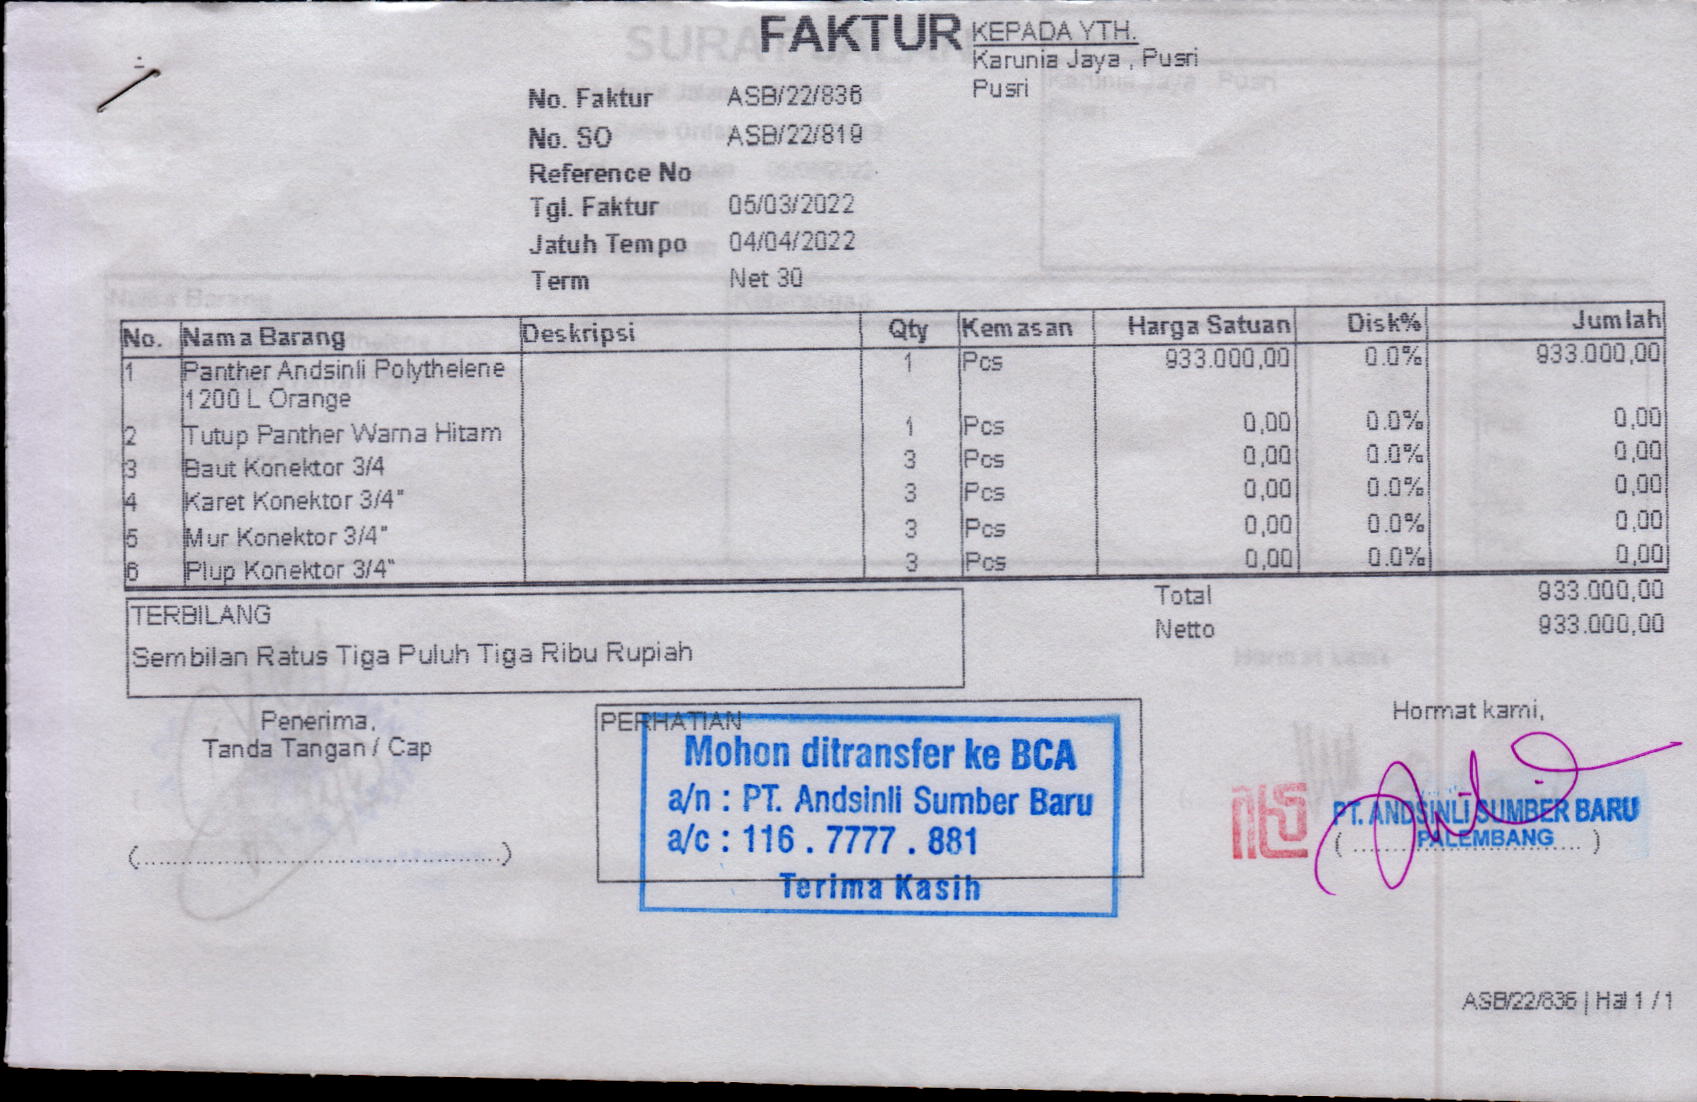 FAKTUR
KEPADA YTH.
Karunia Jaya , Pusri
Pusri
No. Faktur ASB/22/836
No. SO ASB/22/819
Reference No
Tgl. Faktur 05/03/2022
Jatuh Tempo 04/04/2022
Term Net 30
No. Nama Barang Deskripsi Qty Kemasan Harga Satuan Disk% Jumlah
1 Panther Andsinli Polythelene 1 Pcs 933.000,00 0.0% 933.000,00
1200 L Orange
2 Tutup Panther Warna Hitam 1 Pcs 0,00 0.0% 0,00
3 Baut Konektor 3/4 3 Pcs 0,00 0.0% 0,00
4 Karet Konektor 3/4" 3 Pcs 0,00 0.0% 0,00
5 Mur Konektor 3/4" 3 Pcs 0,00 0.0% 0,00
6 Plup Konektor 3/4" 3 Pcs 0,00 0.0% 0,00
Total 933.000,00
Netto 933.000,00
TERBILANG
Sembilan Ratus Tiga Puluh Tiga Ribu Rupiah
Penerima,
Tanda Tangan / Cap
(................................................)
PERHATIAN
Mohon ditransfer ke BCA
a/n : PT. Andsinli Sumber Baru
a/c : 116 . 7777 . 881
Terima Kasih
Hormat kami,
PT. ANDSINLI SUMBER BARU
PALEMBANG
ASB/22/836 | Hal 1 / 1